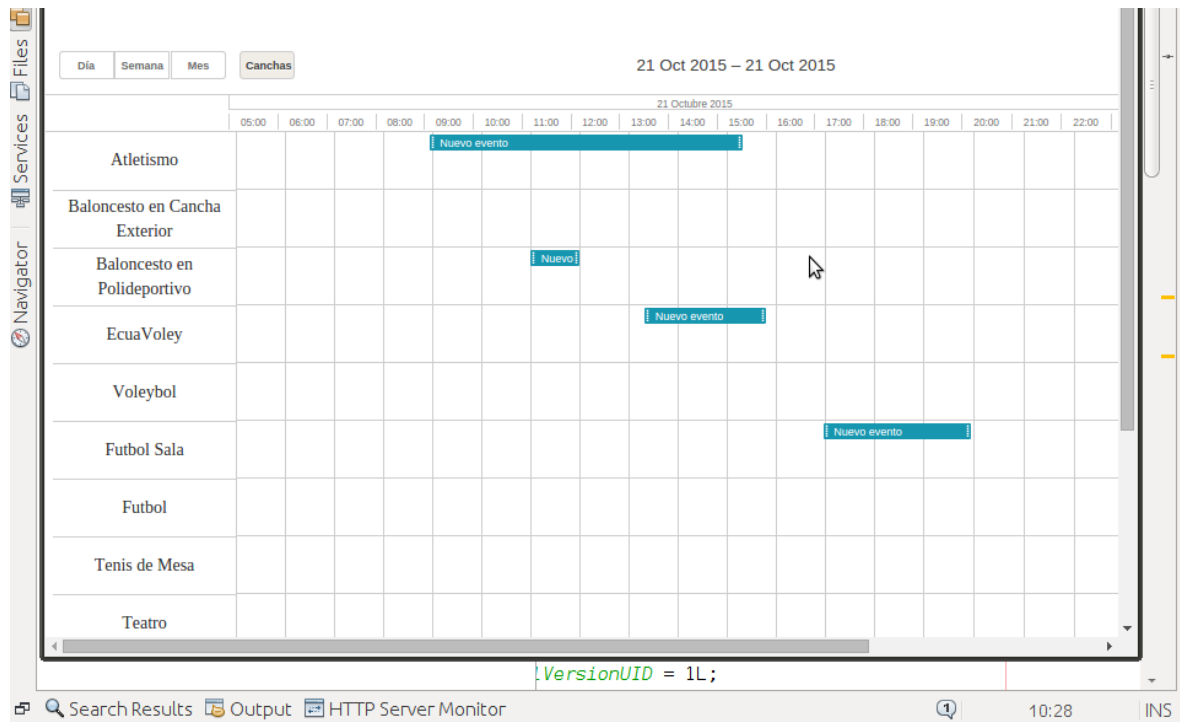 Files
Services
Navigator
Día Semana Mes Canchas 21 Oct 2015 – 21 Oct 2015
21 Octubre 2015
05:00 06:00 07:00 08:00 09:00 10:00 11:00 12:00 13:00 14:00 15:00 16:00 17:00 18:00 19:00 20:00 21:00 22:00
Nuevo evento
Atletismo
Baloncesto en Cancha
Exterior
Nuevo
Baloncesto en
Polideportivo
Nuevo evento
EcuaVoley
Voleybol
Nuevo evento
Futbol Sala
Futbol
Tenis de Mesa
Teatro
lVersionUID = 1L;
Search Results Output HTTP Server Monitor 1 10:28 INS